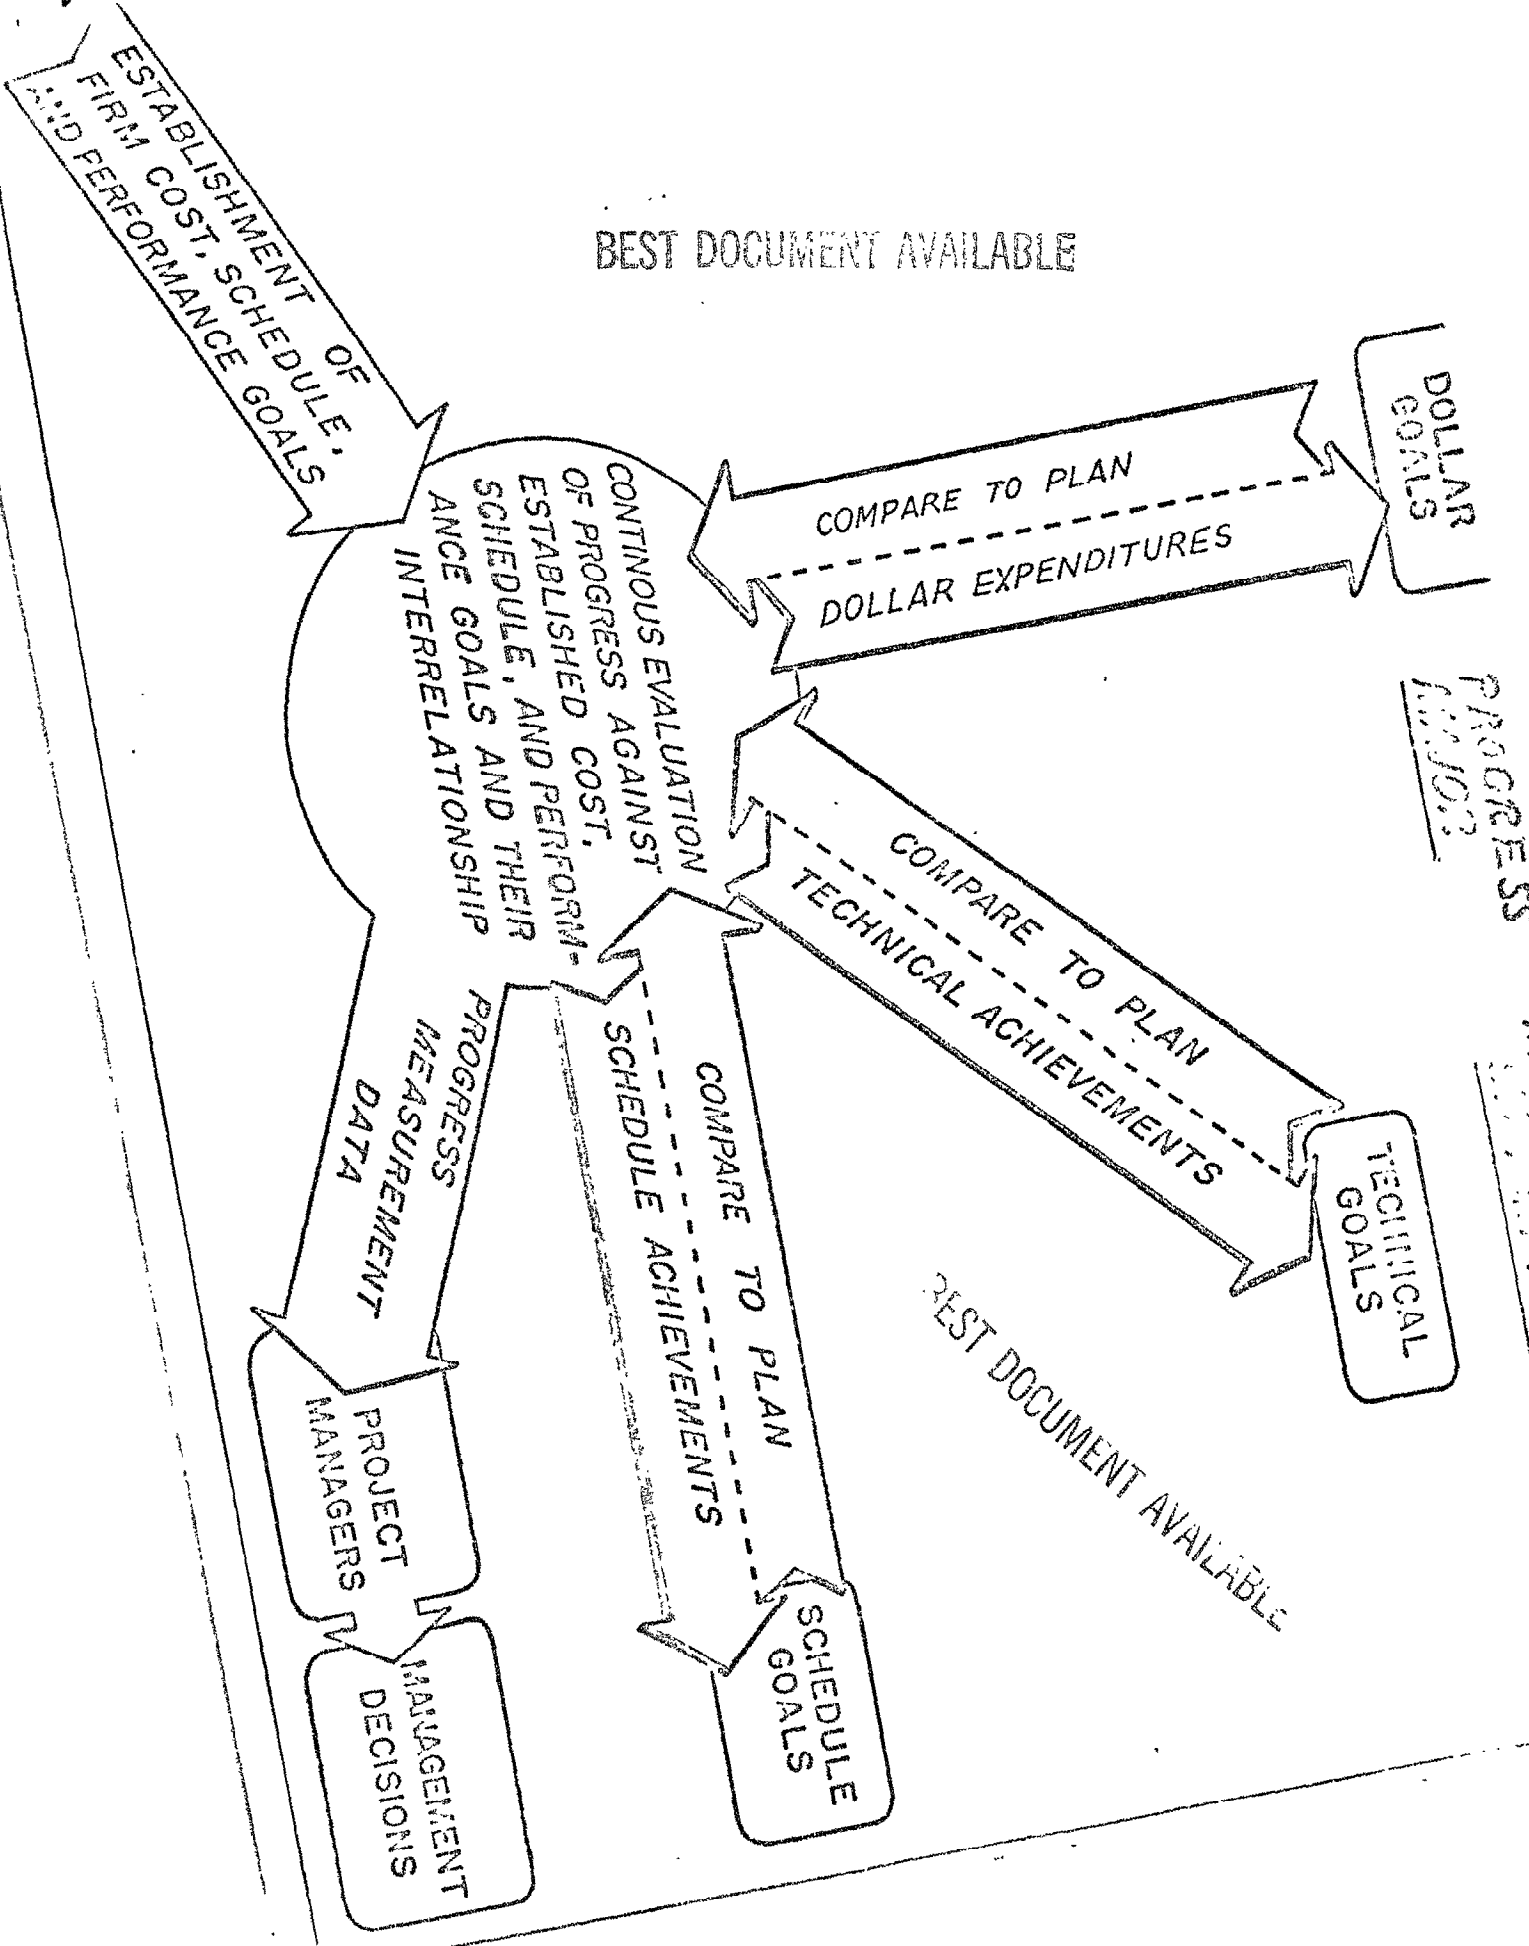 PROGRESS
MAJOR
DOLLAR
GOALS
COMPARE TO PLAN
DOLLAR EXPENDITURES
TECHNICAL
GOALS
COMPARE TO PLAN
TECHNICAL ACHIEVEMENTS
SCHEDULE
GOALS
COMPARE TO PLAN
SCHEDULE ACHIEVEMENTS
ESTABLISHMENT OF
FIRM COST, SCHEDULE,
AND PERFORMANCE GOALS
CONTINOUS EVALUATION
OF PROGRESS AGAINST
ESTABLISHED COST,
SCHEDULE, AND PERFORM-
ANCE GOALS AND THEIR
INTERRELATIONSHIP
PROGRESS
MEASUREMENT
DATA
PROJECT
MANAGERS
MANAGEMENT
DECISIONS
BEST DOCUMENT AVAILABLE
BEST DOCUMENT AVAILABLE